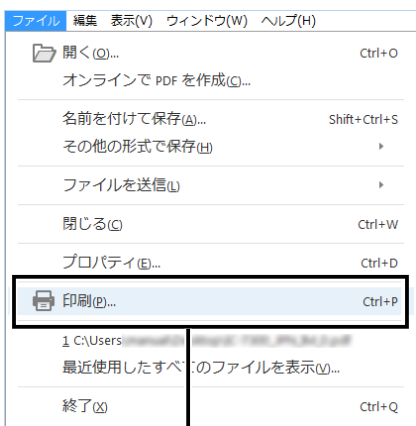 ファイル 編集 表示(V) ウィンドウ(W) ヘルプ(H)
開く(O)... Ctrl+O
オンラインで PDF を作成(C)...
名前を付けて保存(A)... Shift+Ctrl+S
その他の形式で保存(H)
ファイルを送信(L)
閉じる(C) Ctrl+W
プロパティ(E)... Ctrl+D
印刷(P)... Ctrl+P
1 C:\Users
最近使用したすべてのファイルを表示(V)...
終了(X) Ctrl+Q